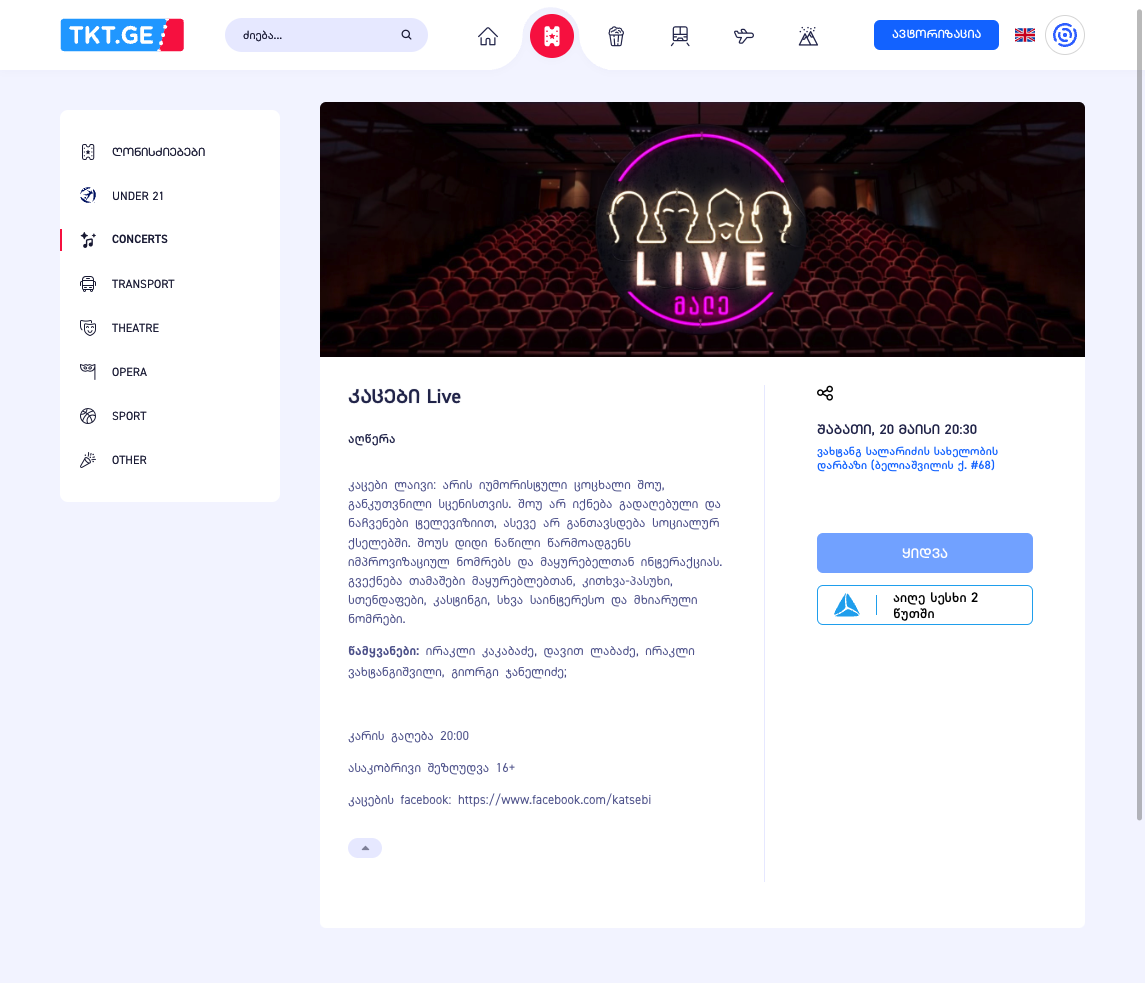 TKT.GE
ძიება...
ავტორიზაცია
ღონისძიებები
UNDER 21
CONCERTS
TRANSPORT
THEATRE
OPERA
SPORT
OTHER
LIVE
მალე
კაცები Live
აღწერა
კაცები ლაივი: არის იუმორისტული ცოცხალი შოუ,
განკუთვნილი სცენისთვის. შოუ არ იქნება გადაღებული და
ნაჩვენები ტელევიზიით, ასევე არ განთავსდება სოციალურ
ქსელებში. შოუს დიდი ნაწილი წარმოადგენს
იმპროვიზაციულ ნომრებს და მაყურებელთან ინტერაქციას.
გვექნება თამაშები მაყურებლებთან, კითხვა-პასუხი,
სთენდაფები, კასტინგი, სხვა საინტერესო და მხიარული
ნომრები.
წამყვანები: ირაკლი კაკაბაძე, დავით ლაბაძე, ირაკლი
ვახტანგიშვილი, გიორგი ჯანელიძე;
კარის გაღება 20:00
ასაკობრივი შეზღუდვა 16+
კაცების facebook: https://www.facebook.com/katsebi
შაბათი, 20 მაისი 20:30
ვახტანგ სალარიძის სახელობის
დარბაზი (ბელიაშვილის ქ. #68)
ყიდვა
აიღე სესხი 2
წუთში